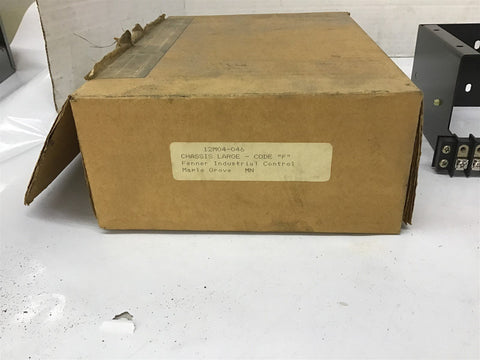 12M04-046
CHASSIS LARGE - CODE "F"
Fenner Industrial Control
Maple Grove MN